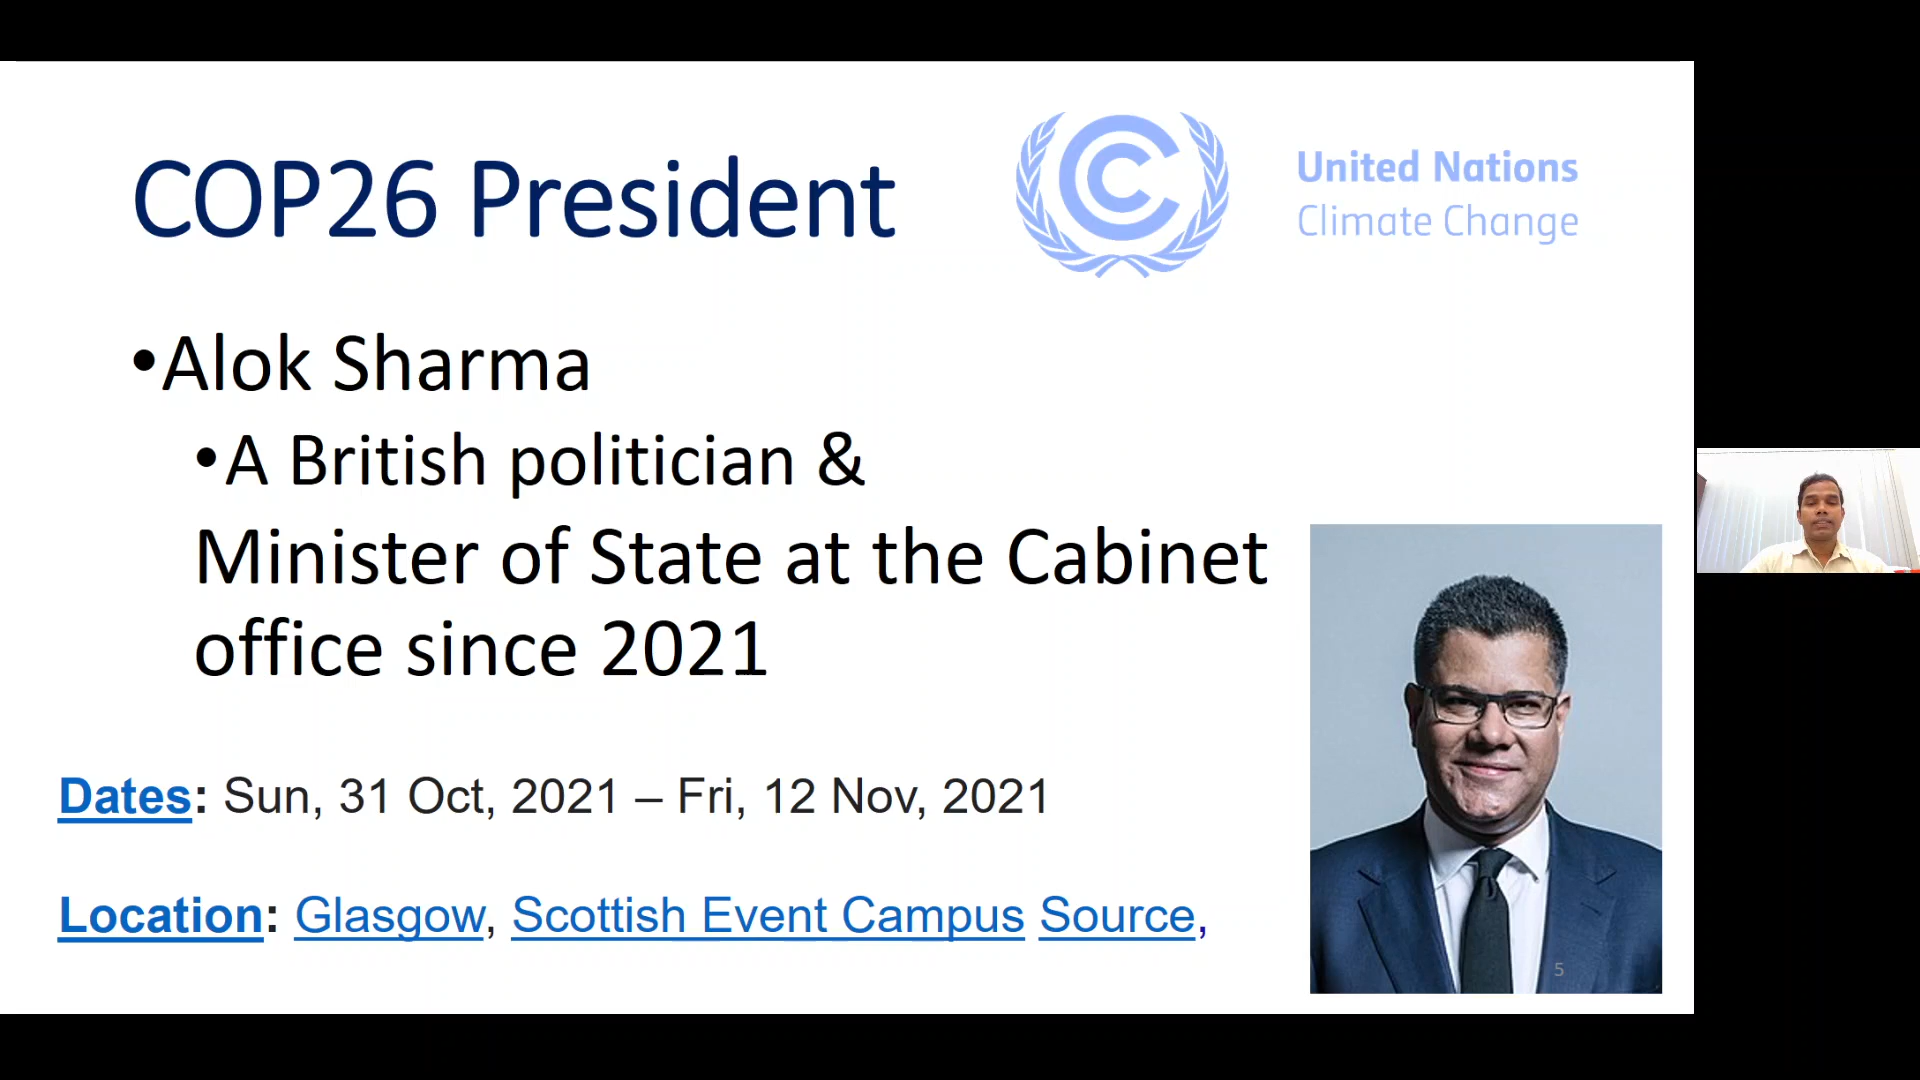 COP26 President
United Nations
Climate Change
•Alok Sharma
•A British politician &
Minister of State at the Cabinet
office since 2021
Dates: Sun, 31 Oct, 2021 – Fri, 12 Nov, 2021
Location: Glasgow, Scottish Event Campus Source,
5